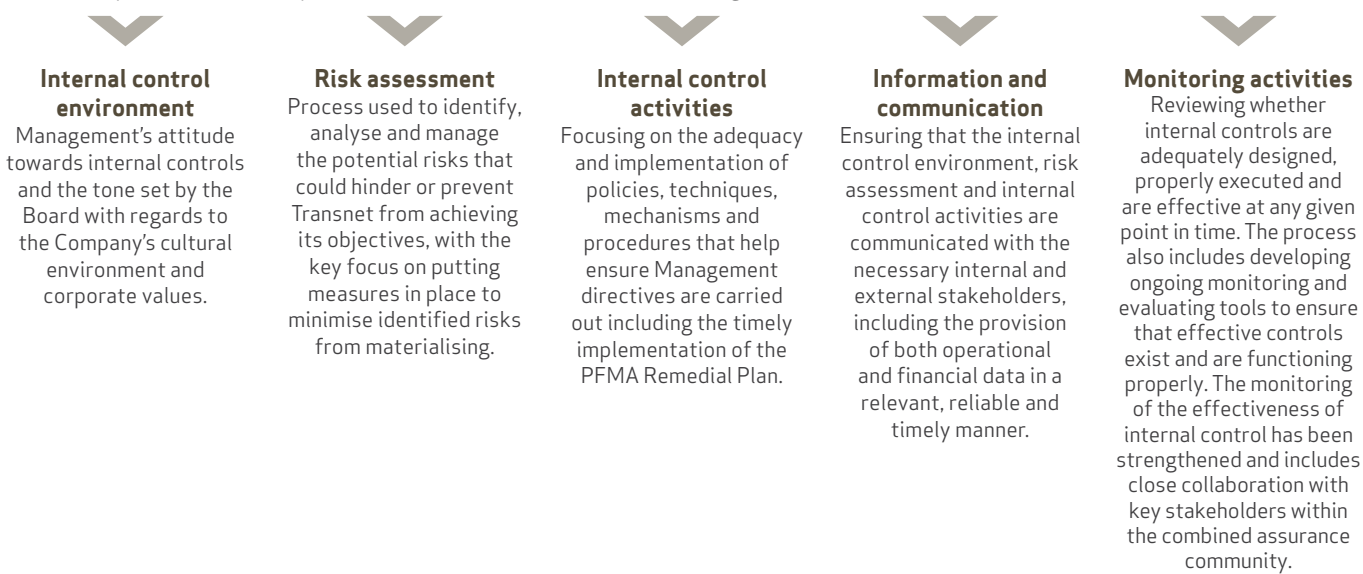 Internal control
environment
Management's attitude
towards internal controls
and the tone set by the
Board with regards to
the Company's cultural
environment and
corporate values.
Risk assessment
Process used to identify,
analyse and manage
the potential risks that
could hinder or prevent
Transnet from achieving
its objectives, with the
key focus on putting
measures in place to
minimise identified risks
from materialising.
Internal control
activities
Focusing on the adequacy
and implementation of
policies, techniques,
mechanisms and
procedures that help
ensure Management
directives are carried
out including the timely
implementation of the
PFMA Remedial Plan.
Information and
communication
Ensuring that the internal
control environment, risk
assessment and internal
control activities are
communicated with the
necessary internal and
external stakeholders,
including the provision
of both operational
and financial data in a
relevant, reliable and
timely manner.
Monitoring activities
Reviewing whether
internal controls are
adequately designed,
properly executed and
are effective at any given
point in time. The process
also includes developing
ongoing monitoring and
evaluating tools to ensure
that effective controls
exist and are functioning
properly. The monitoring
of the effectiveness of
internal control has been
strengthened and includes
close collaboration with
key stakeholders within
the combined assurance
community.